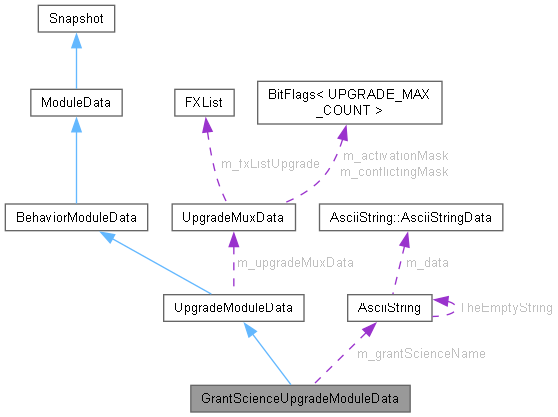 Snapshot
ModuleData
FXList
BitFlags< UPGRADE_MAX
_COUNT >
m_fxListUpgrade
m_activationMask
m_conflictingMask
BehaviorModuleData
UpgradeMuxData
AsciiString::AsciiStringData
m_upgradeMuxData
m_data
UpgradeModuleData
AsciiString
TheEmptyString
m_grantScienceName
GrantScienceUpgradeModuleData